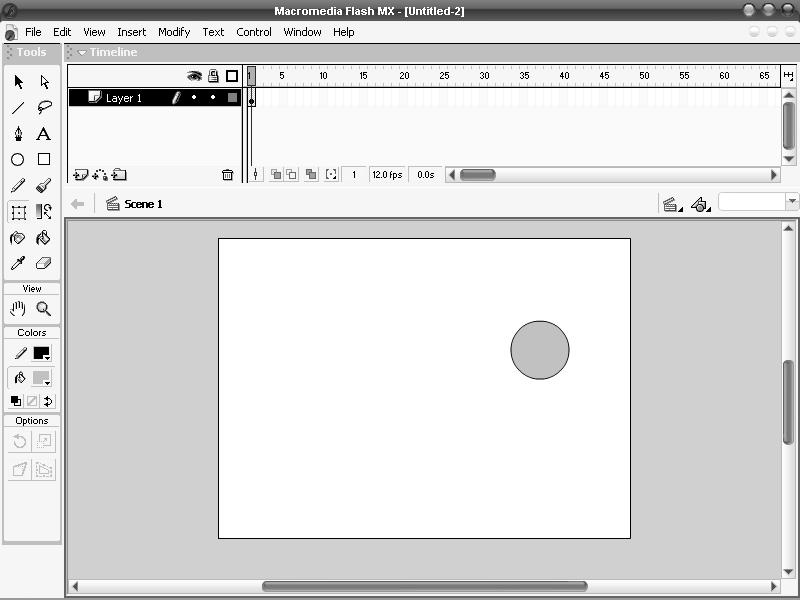 Macromedia Flash MX - [Untitled-2]
File Edit View Insert Modify Text Control Window Help
Tools
Timeline
1 5 10 15 20 25 30 35 40 45 50 55 60 65
Layer 1
1 12.0 fps 0.0s
Scene 1
A
View
Colors
Options